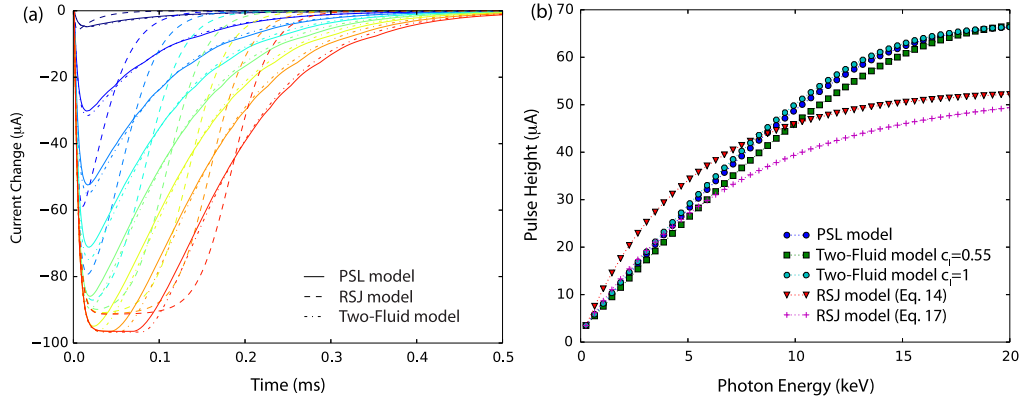 (a)
Current Change (μA)
0
−20
−40
−60
−80
−100
0.0
0.1
0.2
0.3
0.4
0.5
Time (ms)
PSL model
RSJ model
Two-Fluid model
(b)
Pulse Height (μA)
70
60
50
40
30
20
10
0
0
5
10
15
20
Photon Energy (keV)
PSL model
Two-Fluid model cI=0.55
Two-Fluid model cI=1
RSJ model (Eq. 14)
RSJ model (Eq. 17)